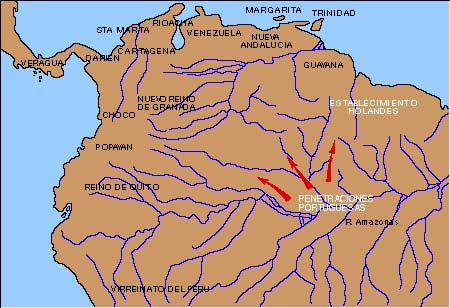 MARGARITA
TRINIDAD
RIOACHA
STA MARITA
VENEZUELA
NUEVA
ANDALUCIA
CARTAGENA
DARIEN
VERAGUA
GUAYANA
NUEVO REINO
DE GRANADA
ESTABLECIMIENTO
HOLANDES
CHOCO
POPAYAN
REINO DE QUITO
PENETRACIONES
PORTUGUESAS
R. Amazonas
VIRREINATO DEL PERU